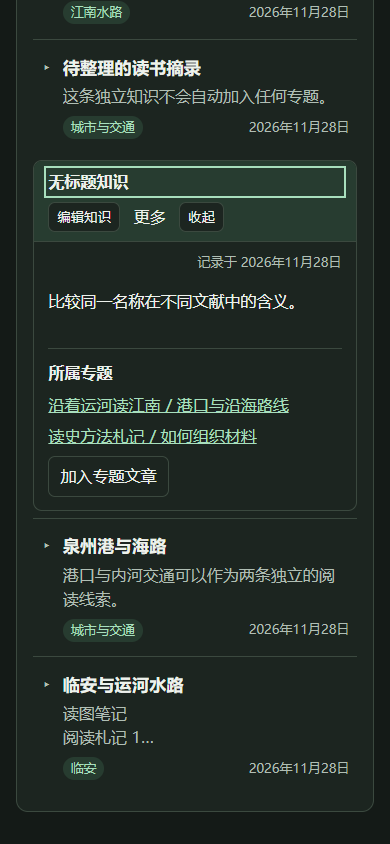 江南水路 2026年11月28日
待整理的读书摘录
这条独立知识不会自动加入任何专题。
城市与交通 2026年11月28日
无标题知识
编辑知识 更多 收起
记录于 2026年11月28日
比较同一名称在不同文献中的含义。
所属专题
沿着运河读江南 / 港口与沿海路线
读史方法札记 / 如何组织材料
加入专题文章
泉州港与海路
港口与内河交通可以作为两条独立的阅
读线索。
城市与交通 2026年11月28日
临安与运河水路
读图笔记
阅读札记 1...
临安 2026年11月28日